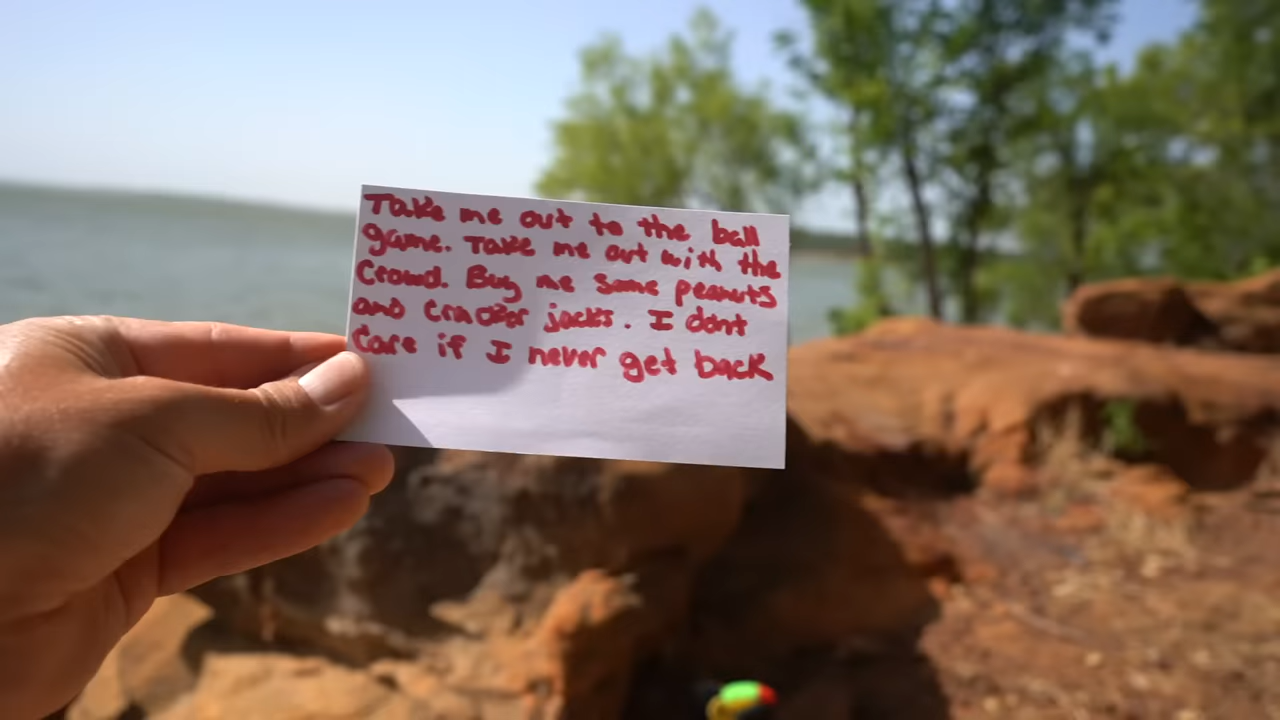 Take me out to the ball
game. Take me out with the
Crowd. Buy me some peanuts
and Cracker jacks. I dont
Care if I never get back